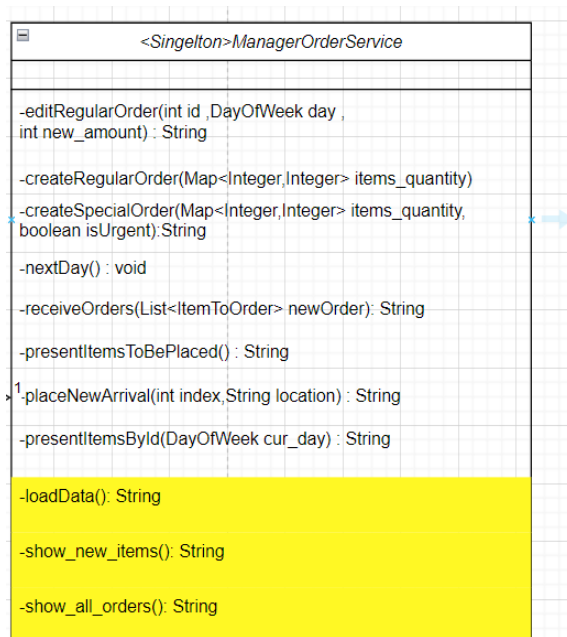 <Singelton>ManagerOrderService
-editRegularOrder(int id ,DayOfWeek day ,
int new_amount) : String
-createRegularOrder(Map<Integer,Integer> items_quantity)
-createSpecialOrder(Map<Integer,Integer> items_quantity,
boolean isUrgent):String
-nextDay() : void
-receiveOrders(List<ItemToOrder> newOrder): String
-presentItemsToBePlaced() : String
1
-placeNewArrival(int index,String location) : String
-presentItemsById(DayOfWeek cur_day) : String
-loadData(): String
-show_new_items(): String
-show_all_orders(): String